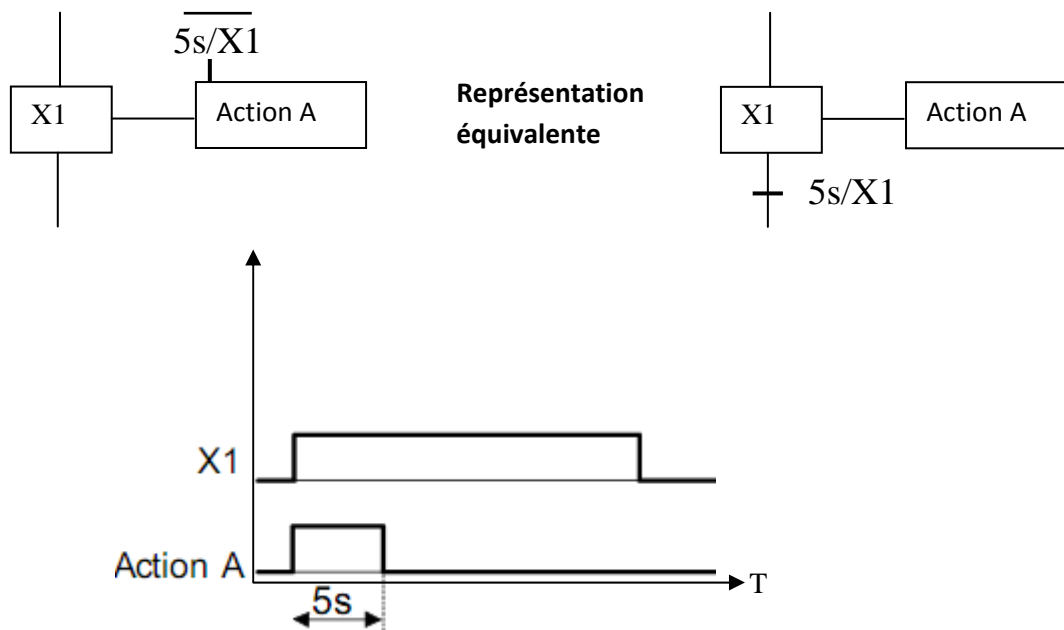 5s/X1
X1
Action A
Représentation
équivalente
X1
Action A
5s/X1
X1
Action A
T
5s